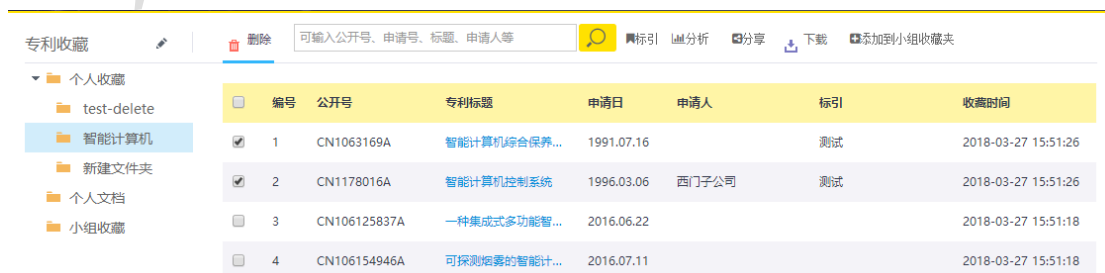 专利收藏
删除 可输入公开号、申请号、标题、申请人等 标引 分析 分享 下载 添加到小组收藏夹
个人收藏
test-delete
智能计算机
新建文件夹
个人文档
小组收藏
编号 公开号 专利标题 申请日 申请人 标引 收藏时间
1 CN1063169A 智能计算机综合保养... 1991.07.16 测试 2018-03-27 15:51:26
2 CN1178016A 智能计算机控制系统 1996.03.06 西门子公司 测试 2018-03-27 15:51:26
3 CN106125837A 一种集成式多功能智... 2016.06.22 2018-03-27 15:51:18
4 CN106154946A 可探测烟雾的智能计... 2016.07.11 2018-03-27 15:51:18